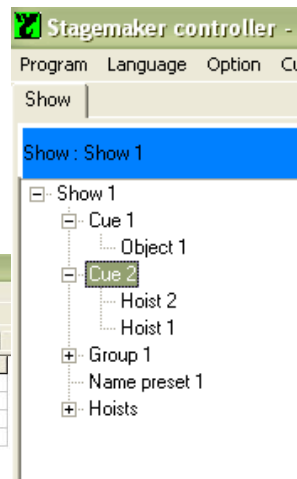 Stagemaker controller -
Program Language Option Cu
Show
Show : Show 1
Show 1
Cue 1
Object 1
Cue 2
Hoist 2
Hoist 1
Group 1
Name preset 1
Hoists